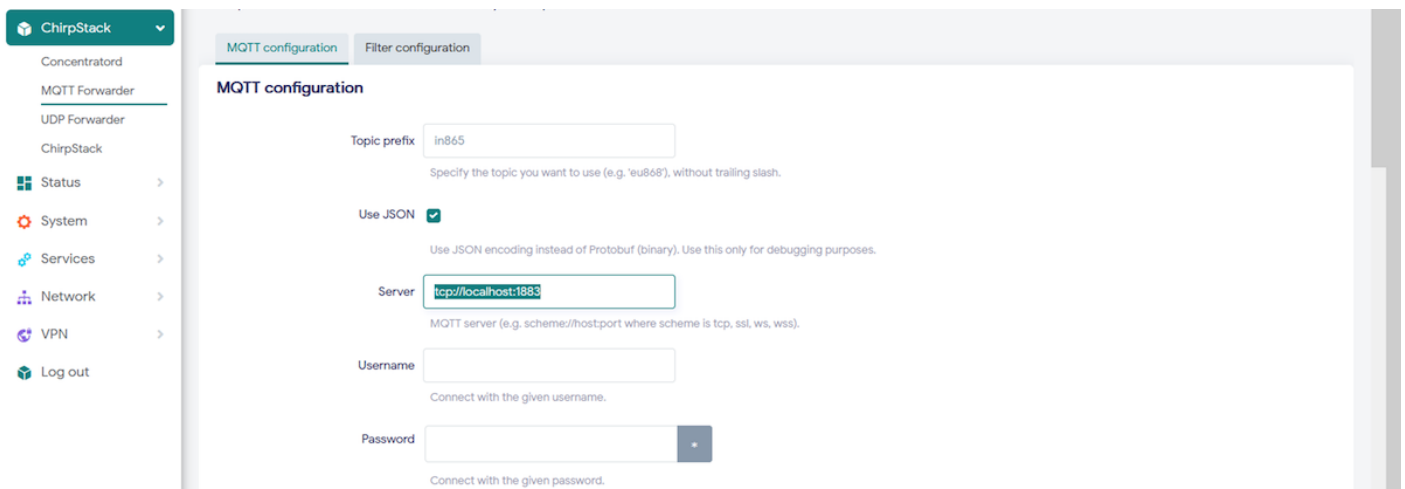 ChirpStack
Concentratord
MQTT Forwarder
UDP Forwarder
ChirpStack
Status
System
Services
Network
VPN
Log out
MQTT configuration
Filter configuration
MQTT configuration
Topic prefix
in865
Specify the topic you want to use (e.g. 'eu868'), without trailing slash.
Use JSON
Use JSON encoding instead of Protobuf (binary). Use this only for debugging purposes.
Server
tcp://localhost:1883
MQTT server (e.g. scheme://host:port where scheme is tcp, ssl, ws, wss).
Username
Connect with the given username.
Password
*
Connect with the given password.